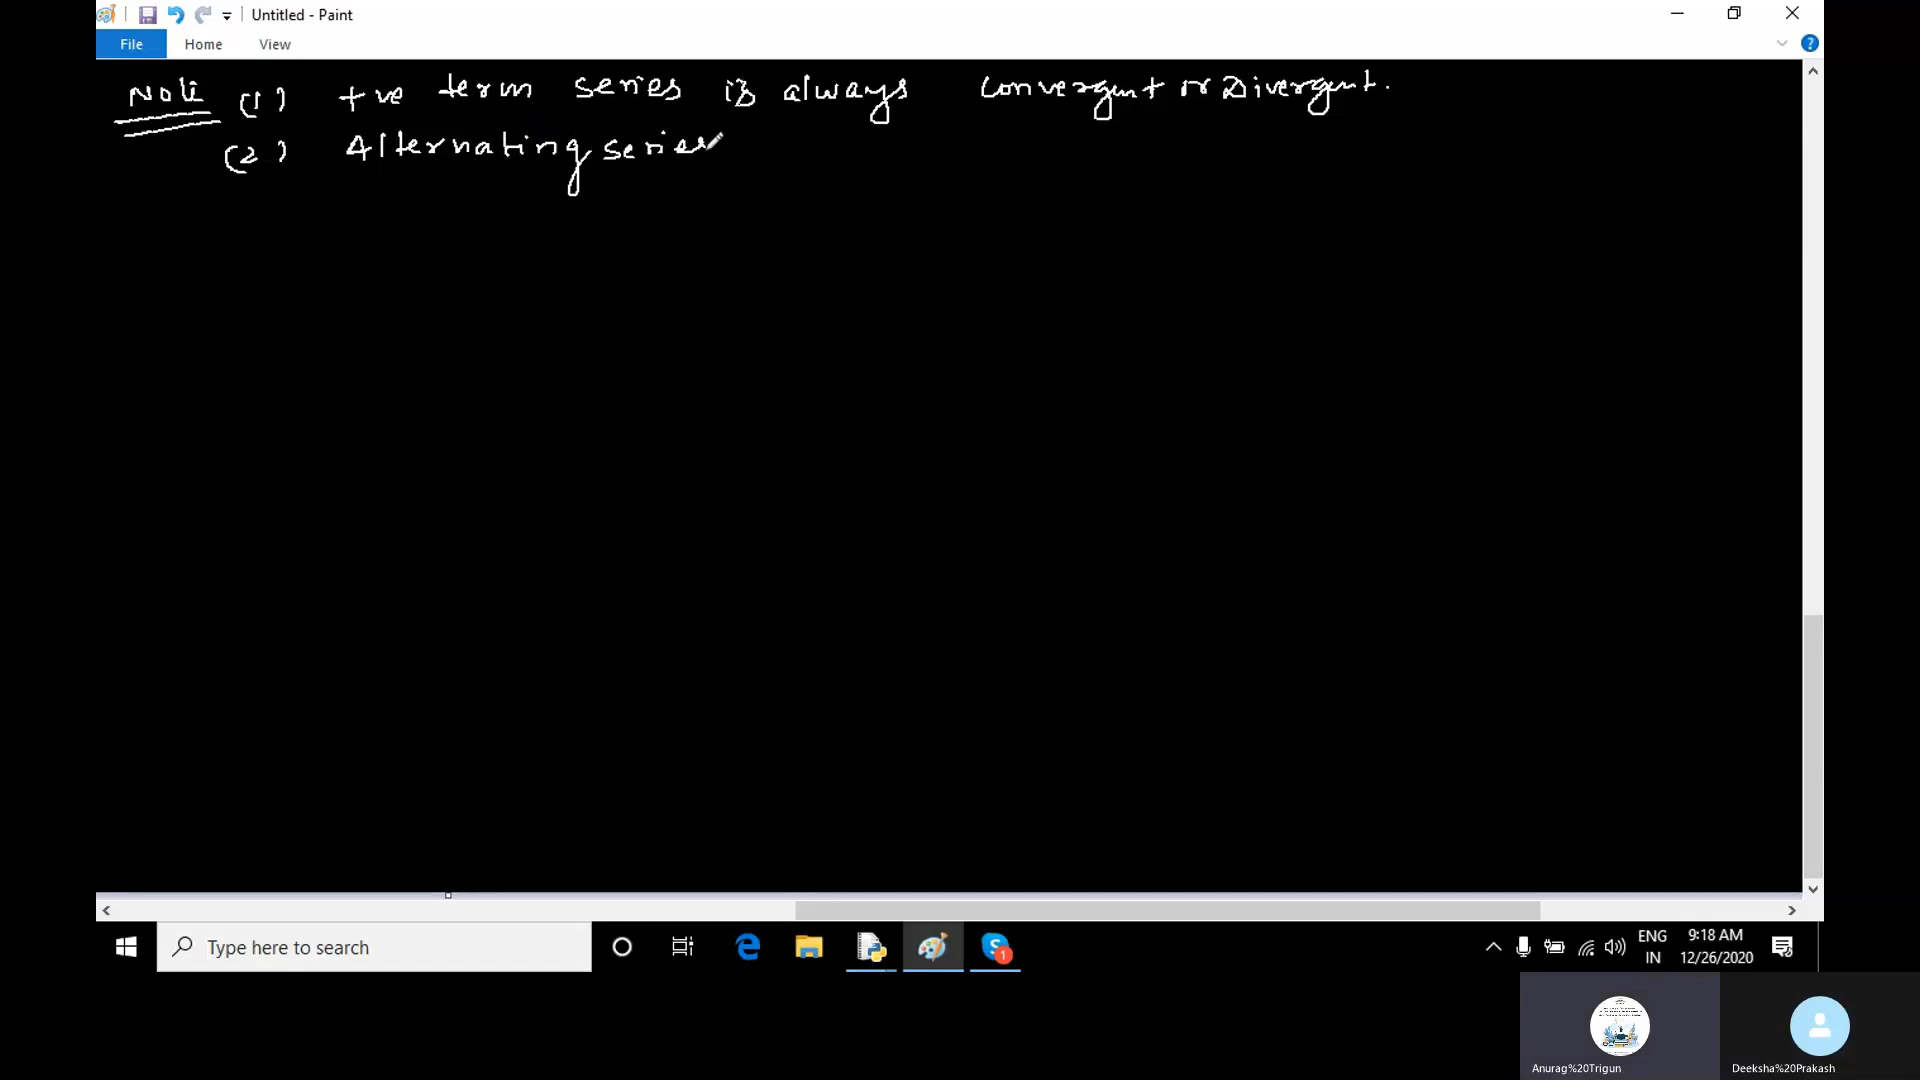 Untitled - Paint
File Home View
Note (1) +ve term series is always convergent or Divergent.
(2) Alternating series
Type here to search
1
ENG 9:18 AM
IN 12/26/2020
Anurag%20Trigun Deeksha%20Prakash